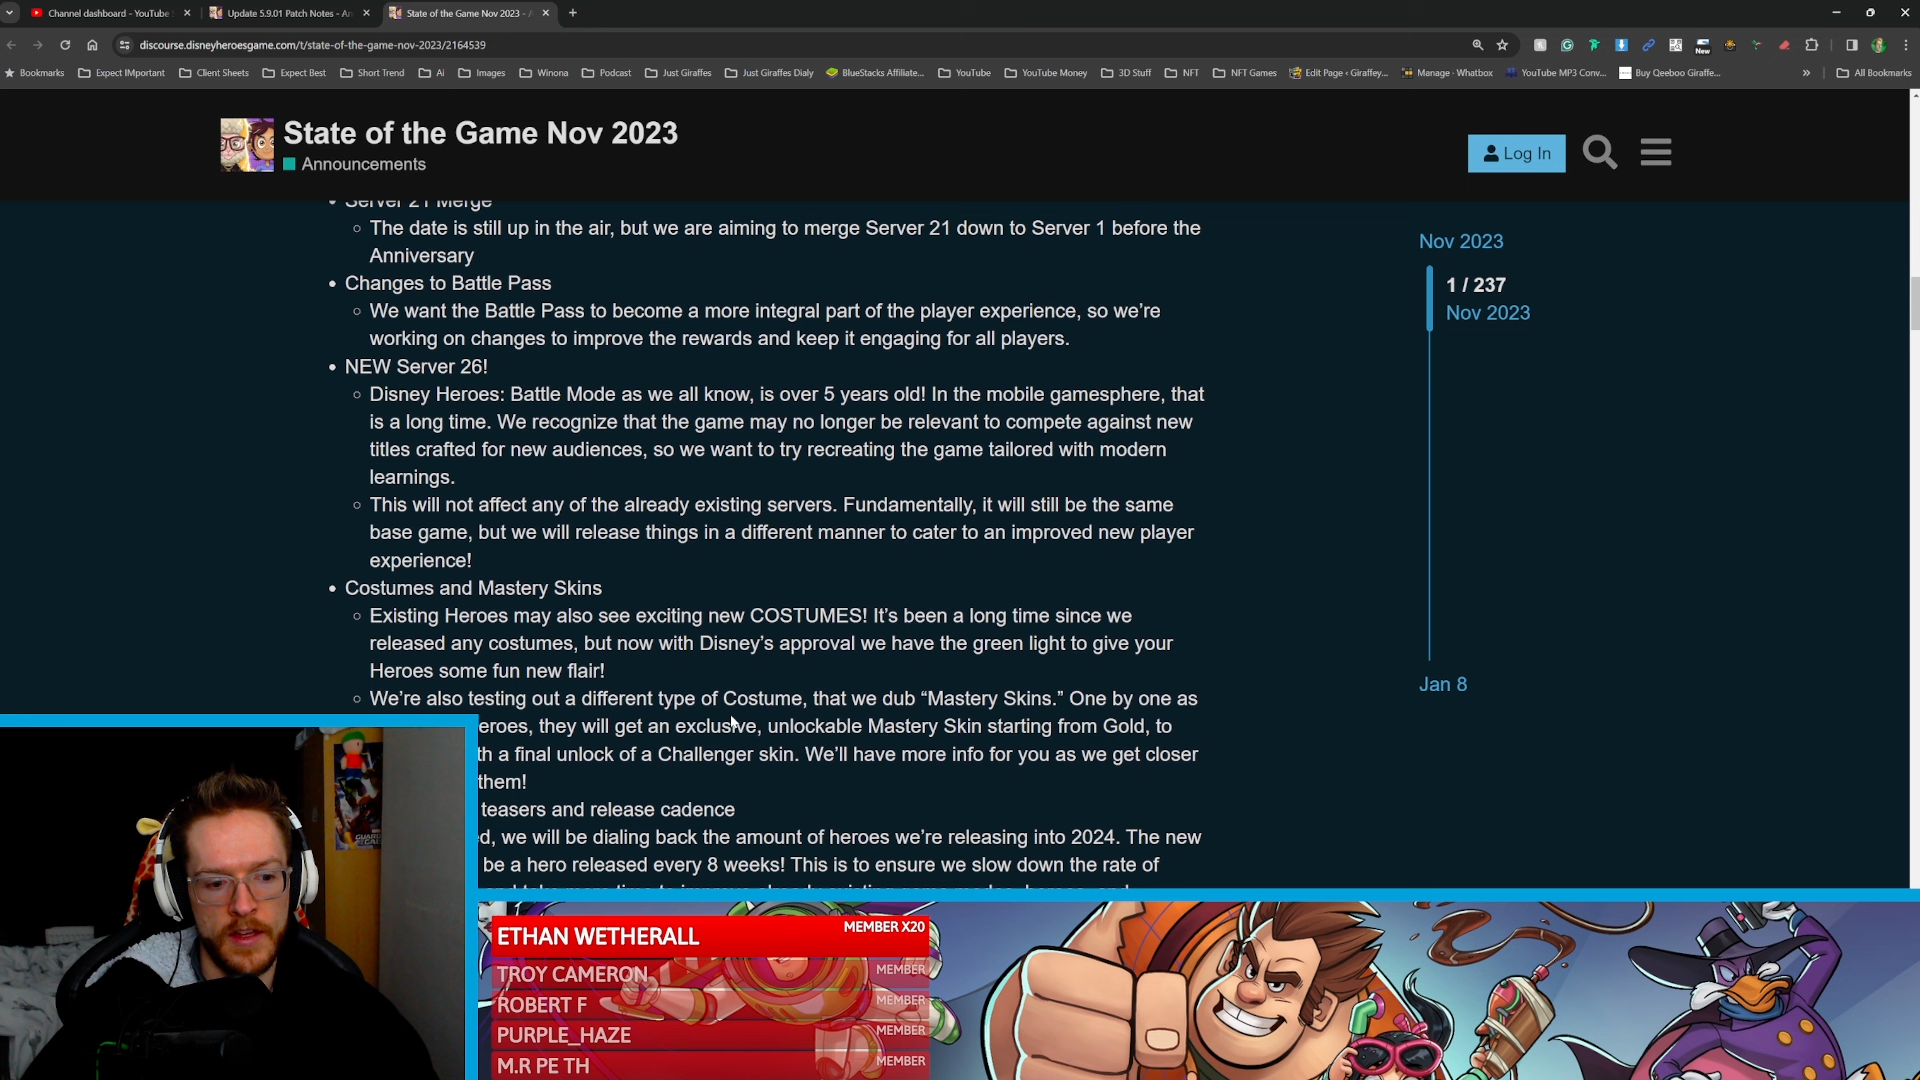 Channel dashboard - YouTube
Update 5.9.01 Patch Notes - An
State of the Game Nov 2023 - A
discourse.disneyheroesgame.com/t/state-of-the-game-nov-2023/2164539
New
Bookmarks
Expect IMportant
Client Sheets
Expect Best
Short Trend
Ai
Images
Winona
Podcast
Just Giraffes
Just Giraffes Dialy
BlueStacks Affiliate...
YouTube
YouTube Money
3D Stuff
NFT
NFT Games
Edit Page ‹ Giraffey...
Manage · Whatbox
YouTube MP3 Conv...
Buy Qeeboo Giraffe...
»
All Bookmarks
State of the Game Nov 2023
Announcements
Log In
Server 21 Merge
The date is still up in the air, but we are aiming to merge Server 21 down to Server 1 before the
Anniversary
Changes to Battle Pass
We want the Battle Pass to become a more integral part of the player experience, so we're
working on changes to improve the rewards and keep it engaging for all players.
NEW Server 26!
Disney Heroes: Battle Mode as we all know, is over 5 years old! In the mobile gamesphere, that
is a long time. We recognize that the game may no longer be relevant to compete against new
titles crafted for new audiences, so we want to try recreating the game tailored with modern
learnings.
This will not affect any of the already existing servers. Fundamentally, it will still be the same
base game, but we will release things in a different manner to cater to an improved new player
experience!
Costumes and Mastery Skins
Existing Heroes may also see exciting new COSTUMES! It's been a long time since we
released any costumes, but now with Disney's approval we have the green light to give your
Heroes some fun new flair!
We're also testing out a different type of Costume, that we dub “Mastery Skins.” One by one as
eroes, they will get an exclusive, unlockable Mastery Skin starting from Gold, to
th a final unlock of a Challenger skin. We'll have more info for you as we get closer
them!
teasers and release cadence
d, we will be dialing back the amount of heroes we're releasing into 2024. The new
be a hero released every 8 weeks! This is to ensure we slow down the rate of
Nov 2023
1 / 237
Nov 2023
Jan 8
ETHAN WETHERALL MEMBER X20
TROY CAMERON MEMBER
ROBERT F MEMBER
PURPLE_HAZE MEMBER
M.R PE TH MEMBER